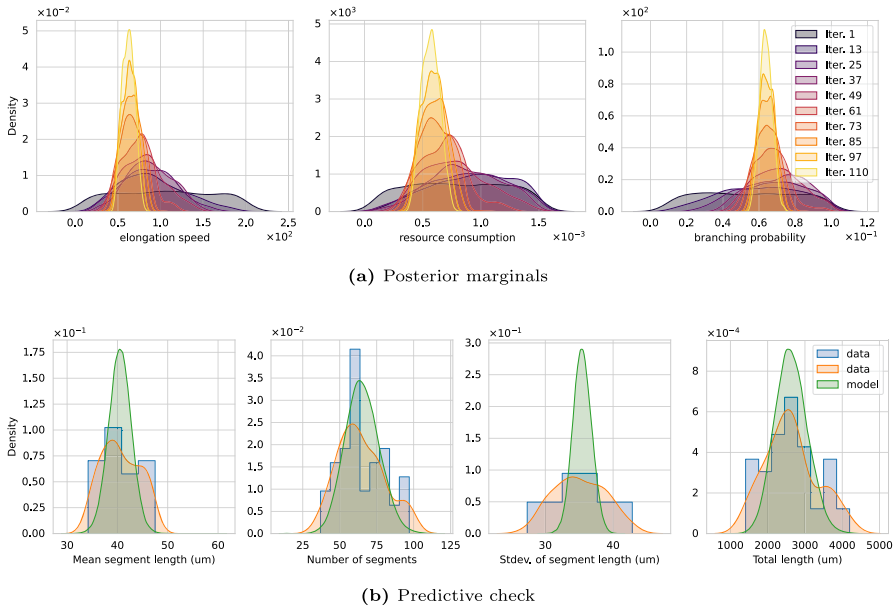 ×10⁻²
5
4
3
2
1
0
Density
0.0 0.5 1.0 1.5 2.0 2.5
×10²
elongation speed
×10³
5
4
3
2
1
0
0.0 0.5 1.0 1.5
×10⁻³
resource consumption
×10²
1.0
0.8
0.6
0.4
0.2
0.0
0.0 0.2 0.4 0.6 0.8 1.0 1.2
×10⁻¹
branching probability
Iter. 1
Iter. 13
Iter. 25
Iter. 37
Iter. 49
Iter. 61
Iter. 73
Iter. 85
Iter. 97
Iter. 110
(a) Posterior marginals
×10⁻¹
1.75
1.50
1.25
1.00
0.75
0.50
0.25
0.00
Density
30 40 50 60
Mean segment length (um)
×10⁻²
4.0
3.5
3.0
2.5
2.0
1.5
1.0
0.5
0.0
25 50 75 100 125
Number of segments
×10⁻¹
3.0
2.5
2.0
1.5
1.0
0.5
0.0
30 40
Stdev. of segment length (um)
×10⁻⁴
8
6
4
2
0
1000 2000 3000 4000 5000
Total length (um)
data
data
model
(b) Predictive check